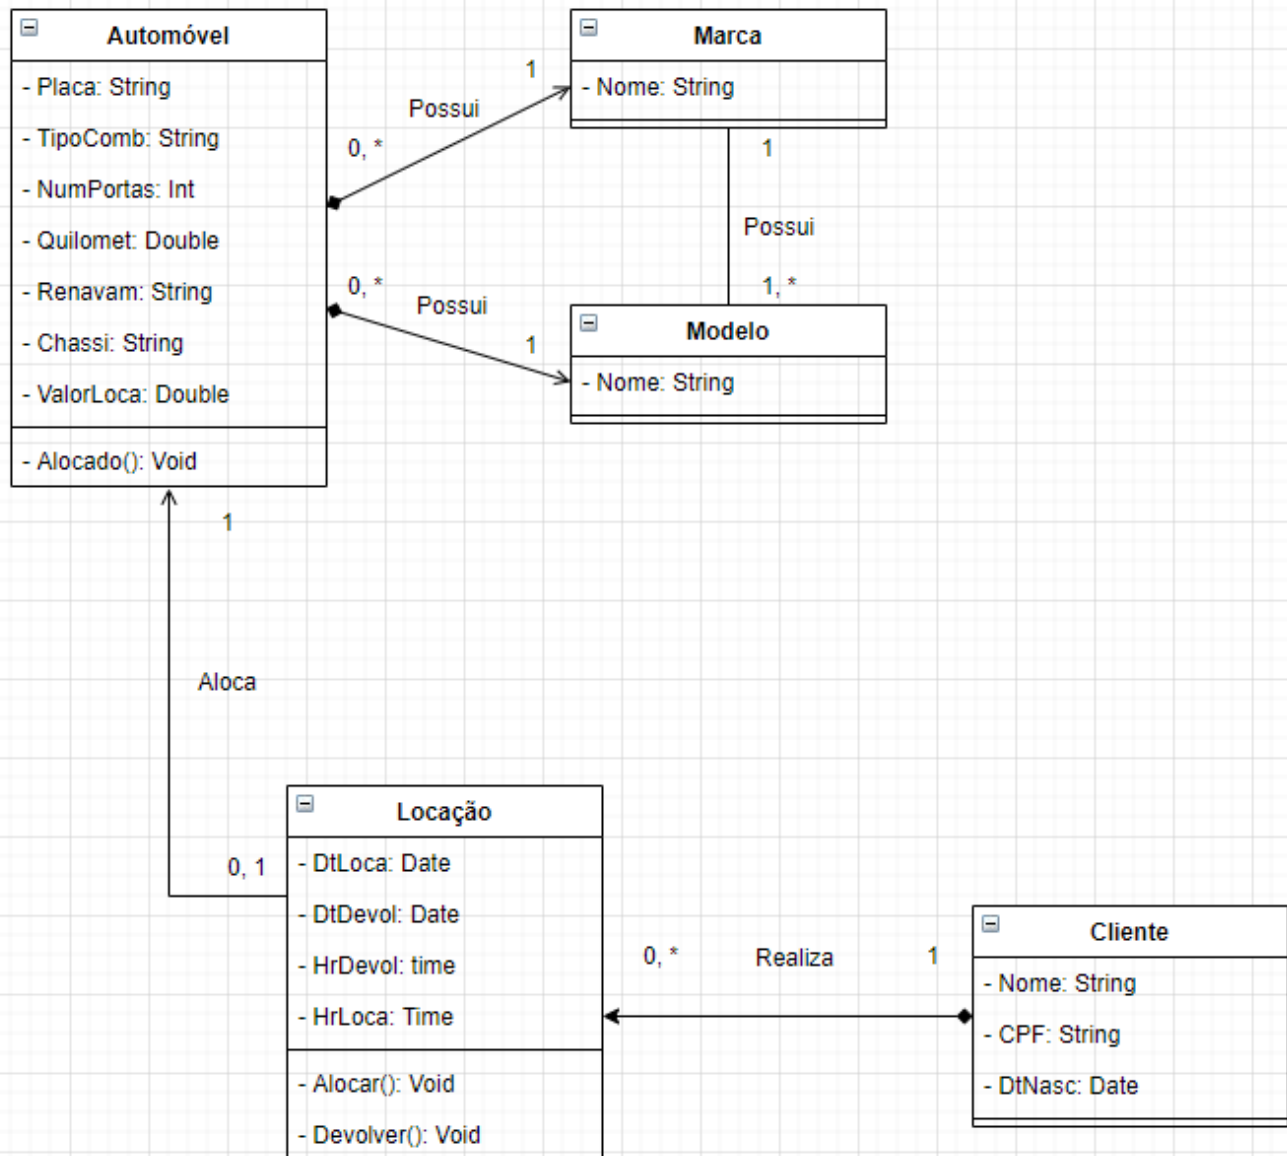 Automóvel
- Placa: String
- TipoComb: String
- NumPortas: Int
- Quilomet: Double
- Renavam: String
- Chassi: String
- ValorLoca: Double
- Alocado(): Void
Marca
- Nome: String
1
Possui
0, *
1
Possui
1, *
0, *
Possui
1
Modelo
- Nome: String
1
Aloca
0, 1
Locação
- DtLoca: Date
- DtDevol: Date
- HrDevol: time
- HrLoca: Time
- Alocar(): Void
- Devolver(): Void
0, *
Realiza
1
Cliente
- Nome: String
- CPF: String
- DtNasc: Date